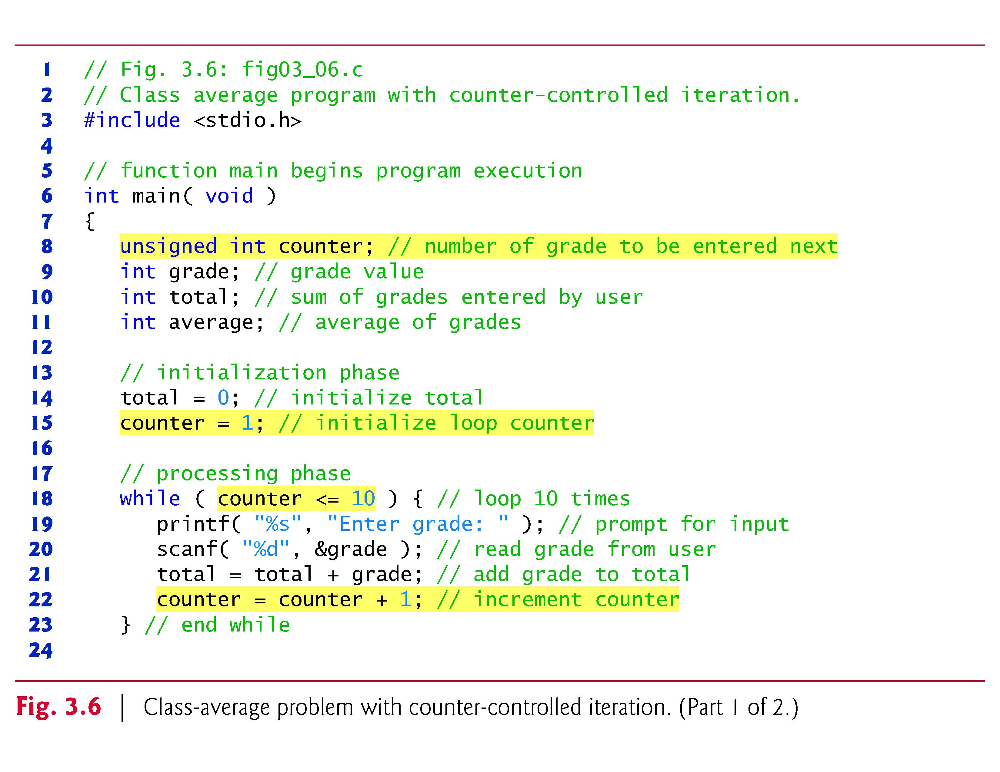 1 // Fig. 3.6: fig03_06.c
2 // Class average program with counter-controlled iteration.
3 #include <stdio.h>
4
5 // function main begins program execution
6 int main( void )
7 {
8    unsigned int counter; // number of grade to be entered next
9    int grade; // grade value
10    int total; // sum of grades entered by user
11    int average; // average of grades
12
13    // initialization phase
14    total = 0; // initialize total
15    counter = 1; // initialize loop counter
16
17    // processing phase
18    while ( counter <= 10 ) { // loop 10 times
19       printf( "%s", "Enter grade: " ); // prompt for input
20       scanf( "%d", &grade ); // read grade from user
21       total = total + grade; // add grade to total
22       counter = counter + 1; // increment counter
23    } // end while
24
Fig. 3.6 | Class-average problem with counter-controlled iteration. (Part 1 of 2.)